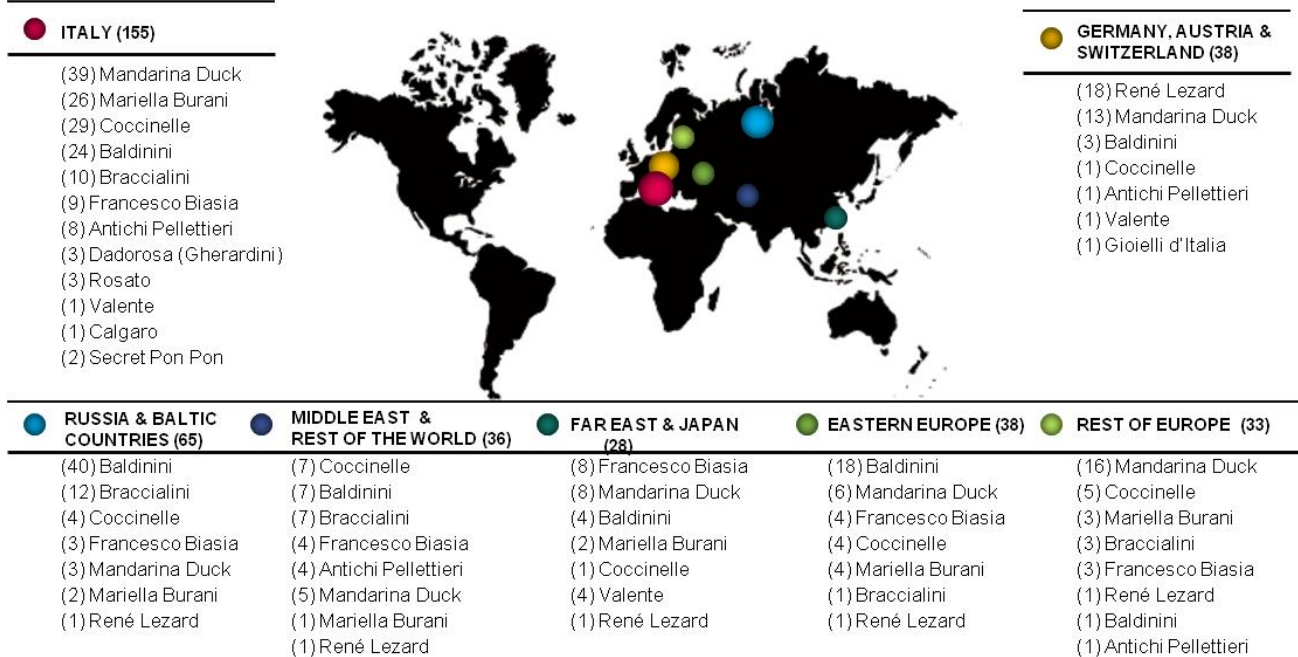 ITALY (155)
(39) Mandarina Duck
(26) Mariella Burani
(29) Coccinelle
(24) Baldinini
(10) Braccialini
(9) Francesco Biasia
(8) Antichi Pellettieri
(3) Dadorosa (Gherardini)
(3) Rosato
(1) Valente
(1) Calgaro
(2) Secret Pon Pon
GERMANY, AUSTRIA &
SWITZERLAND (38)
(18) René Lezard
(13) Mandarina Duck
(3) Baldinini
(1) Coccinelle
(1) Antichi Pellettieri
(1) Valente
(1) Gioielli d'Italia
RUSSIA & BALTIC
COUNTRIES (65)
(40) Baldinini
(12) Braccialini
(4) Coccinelle
(3) Francesco Biasia
(3) Mandarina Duck
(2) Mariella Burani
(1) René Lezard
MIDDLE EAST &
REST OF THE WORLD (36)
(7) Coccinelle
(7) Baldinini
(7) Braccialini
(4) Francesco Biasia
(4) Antichi Pellettieri
(5) Mandarina Duck
(1) Mariella Burani
(1) René Lezard
FAR EAST & JAPAN
(28)
(8) Francesco Biasia
(8) Mandarina Duck
(4) Baldinini
(2) Mariella Burani
(1) Coccinelle
(4) Valente
(1) René Lezard
EASTERN EUROPE (38)
(18) Baldinini
(6) Mandarina Duck
(4) Francesco Biasia
(4) Coccinelle
(4) Mariella Burani
(1) Braccialini
(1) René Lezard
REST OF EUROPE (33)
(16) Mandarina Duck
(5) Coccinelle
(3) Mariella Burani
(3) Braccialini
(3) Francesco Biasia
(1) René Lezard
(1) Baldinini
(1) Antichi Pellettieri